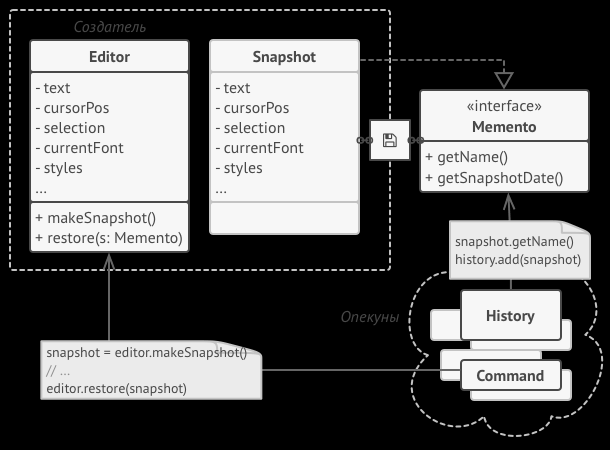 Создатель
Editor
- text
- cursorPos
- selection
- currentFont
- styles
...
+ makeSnapshot()
+ restore(s: Memento)
Snapshot
- text
- cursorPos
- selection
- currentFont
- styles
...
«interface»
Memento
+ getName()
+ getSnapshotDate()
snapshot.getName()
history.add(snapshot)
Опекуны
History
Command
snapshot = editor.makeSnapshot()
// ...
editor.restore(snapshot)